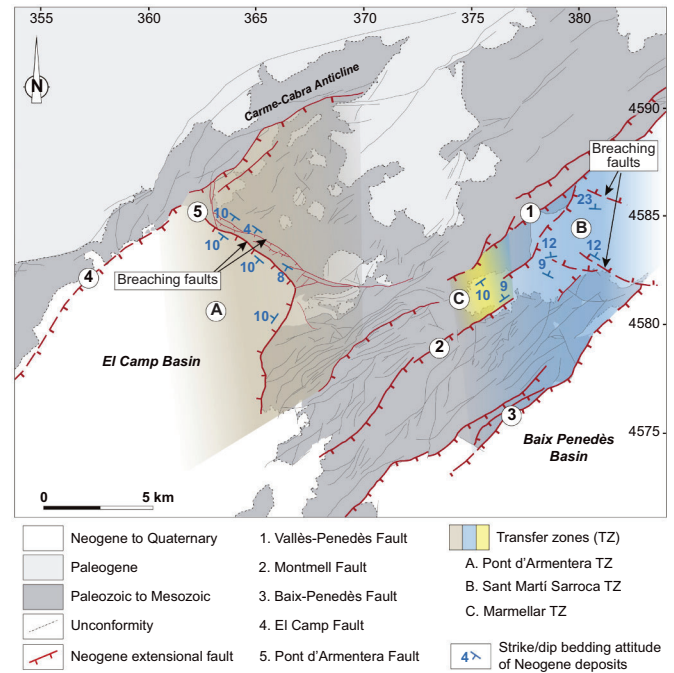 355 360 365 370 375 380
N
Carme-Cabra Anticline
4590
Breaching
faults
5
10
4
10
1
23
B
4585
12
12
9
4
Breaching faults
10
8
A
10
C
10
9
4580
El Camp Basin
2
3
4575
Baix Penedès
Basin
0 5 km
Neogene to Quaternary
Paleogene
Paleozoic to Mesozoic
Unconformity
Neogene extensional fault
1. Vallès-Penedès Fault
2. Montmell Fault
3. Baix-Penedès Fault
4. El Camp Fault
5. Pont d'Armentera Fault
Transfer zones (TZ)
A. Pont d'Armentera TZ
B. Sant Martí Sarroca TZ
C. Marmellar TZ
4 Strike/dip bedding attitude
of Neogene deposits